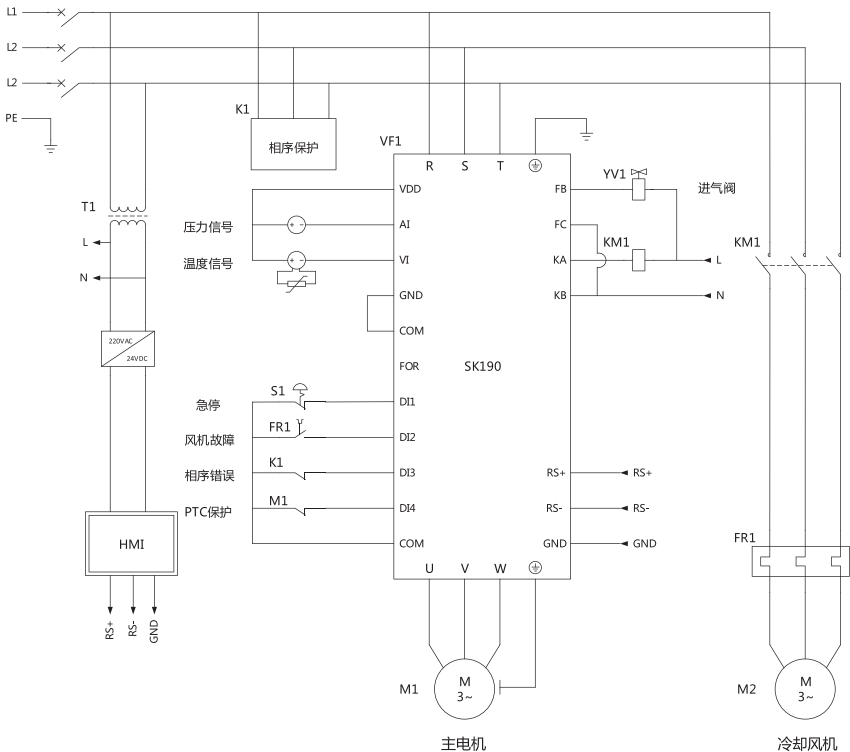 L1
L2
L2
PE
K1
相序保护
VF1
R S T
VDD
AI
VI
GND
COM
FOR
SK190
DI1
DI2
DI3
DI4
COM
U V W
FB
FC
KA
KB
RS+
RS-
GND
YV1
进气阀
KM1
L
N
RS+
RS-
GND
压力信号
温度信号
急停
S1
风机故障
FR1
相序错误
K1
PTC保护
M1
T1
L
N
220VAC
24VDC
HMI
RS+
RS-
GND
M1
M
3~
主电机
KM1
FR1
M2
M
3~
冷却风机